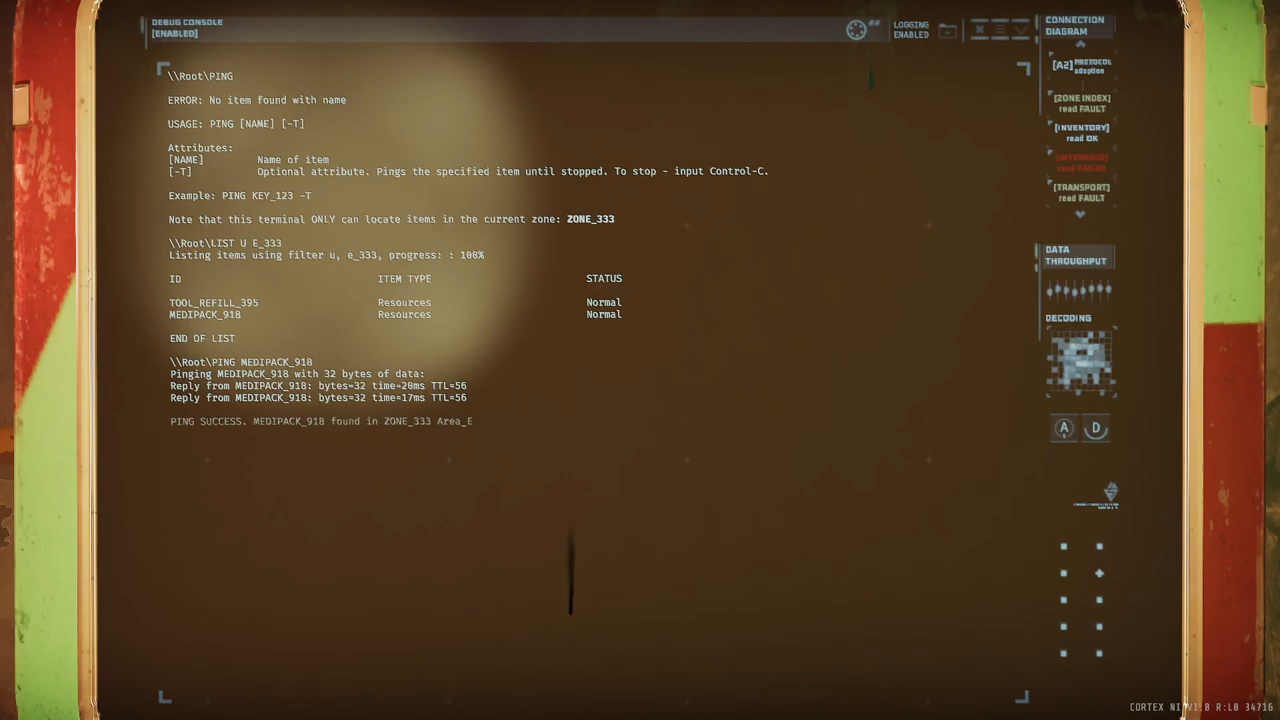 DEBUG CONSOLE
[ENABLED]
LOGGING
ENABLED
\\Root\PING
ERROR: No item found with name
USAGE: PING [NAME] [-T]
Attributes:
[NAME] Name of item
[-T] Optional attribute. Pings the specified item until stopped. To stop - input Control-C.
Example: PING KEY_123 -T
Note that this terminal ONLY can locate items in the current zone: ZONE_333
\\Root\LIST U E_333
Listing items using filter u, e_333, progress: : 100%
ID ITEM TYPE STATUS
TOOL_REFILL_395 Resources Normal
MEDIPACK_918 Resources Normal
END OF LIST
\\Root\PING MEDIPACK_918
Pinging MEDIPACK_918 with 32 bytes of data:
Reply from MEDIPACK_918: bytes=32 time=20ms TTL=56
Reply from MEDIPACK_918: bytes=32 time=17ms TTL=56
PING SUCCESS. MEDIPACK_918 found in ZONE_333 Area_E
CONNECTION
DIAGRAM
[A2] PROTOCOL
adaption
[ZONE INDEX]
read FAULT
[INVENTORY]
read OK
read FAILED
[TRANSPORT]
read FAULT
DATA
THROUGHPUT
DECODING
A D
CORTEX R:L0 34716